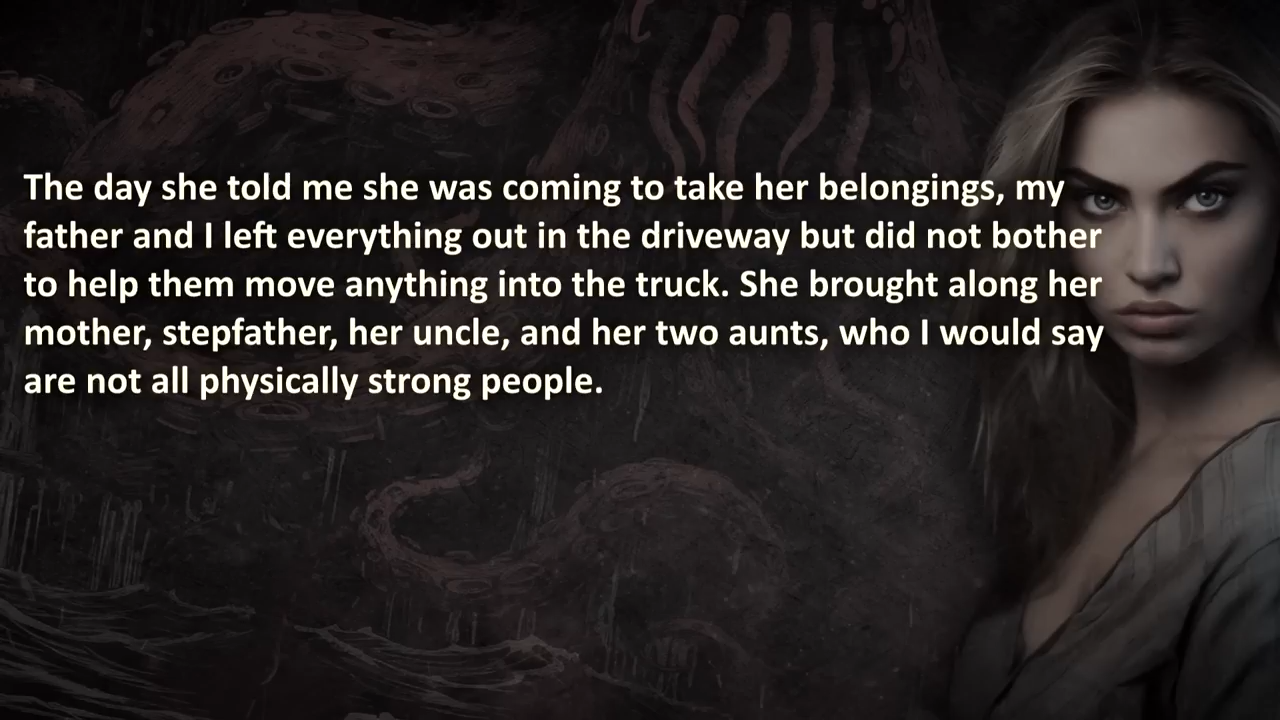 The day she told me she was coming to take her belongings, my
father and I left everything out in the driveway but did not bother
to help them move anything into the truck. She brought along her
mother, stepfather, her uncle, and her two aunts, who I would say
are not all physically strong people.